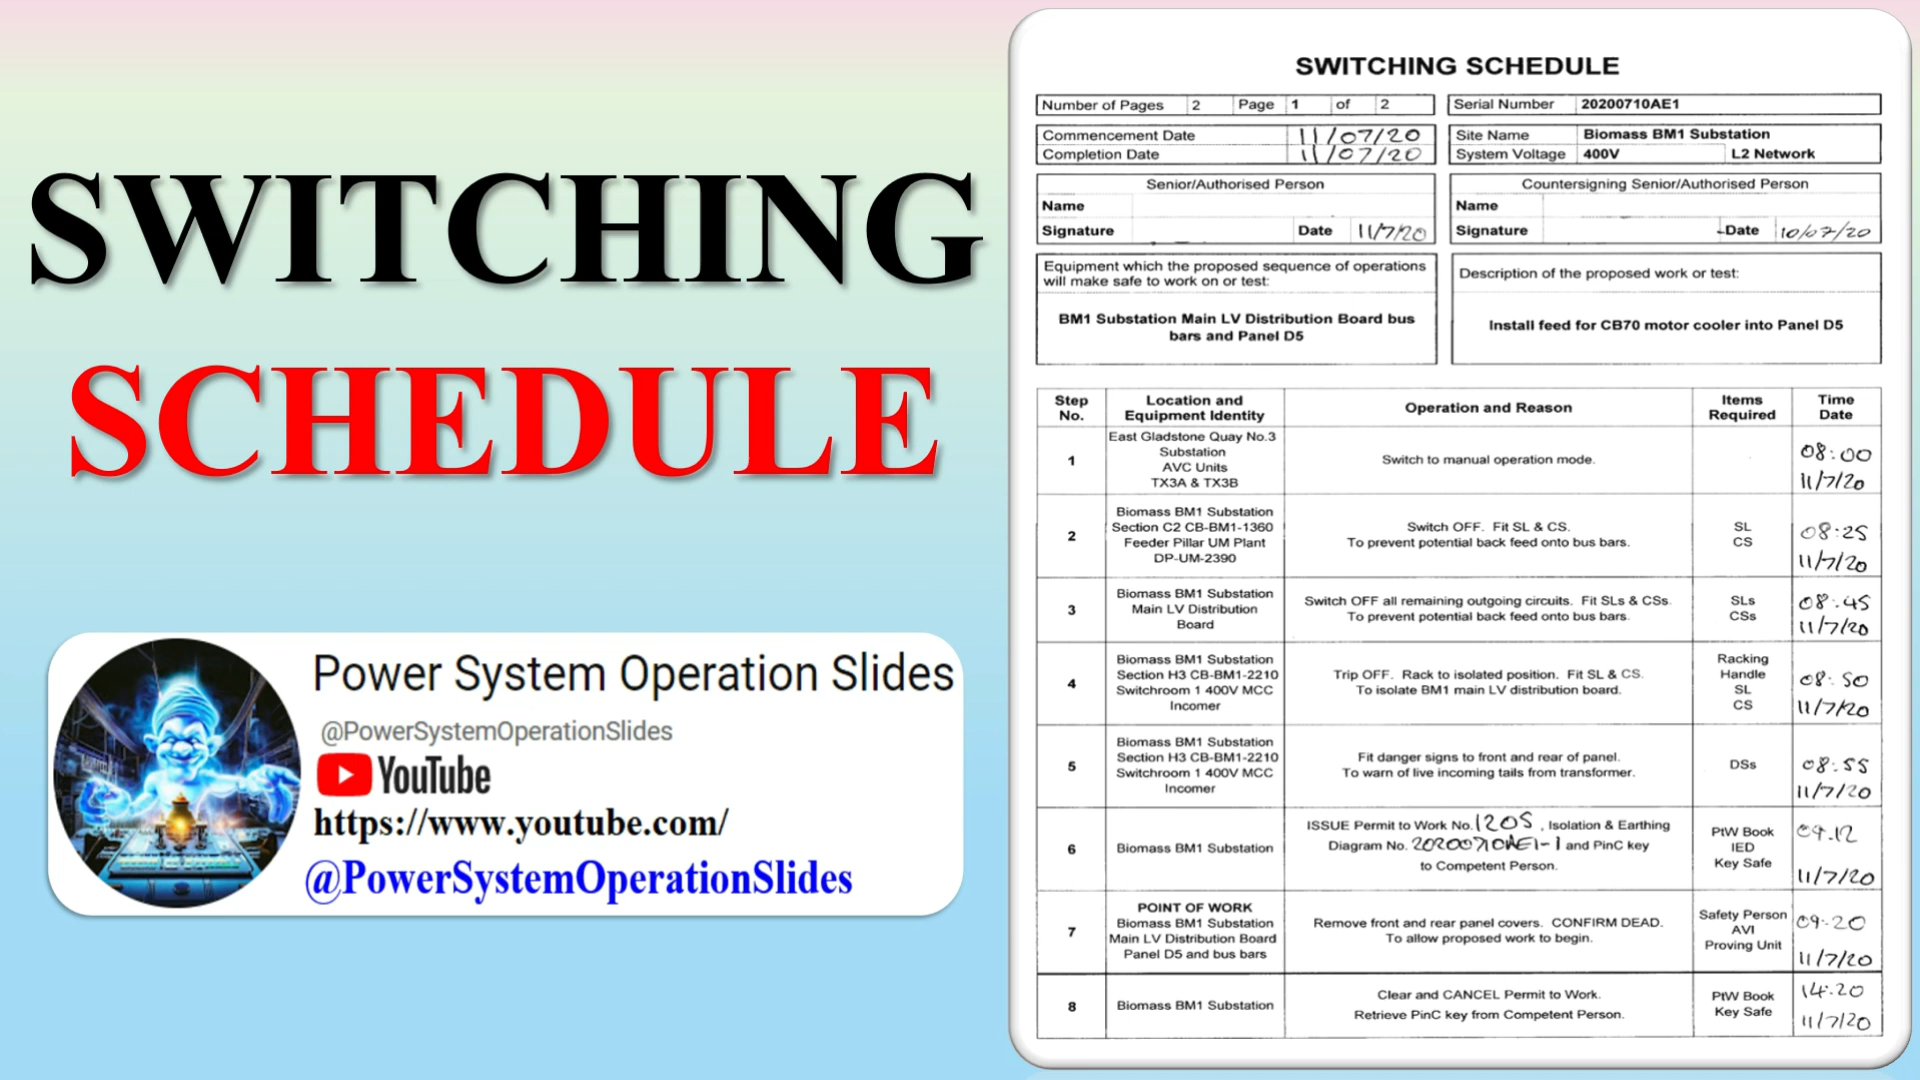 SWITCHING
SCHEDULE
Power System Operation Slides
@PowerSystemOperationSlides
YouTube
https://www.youtube.com/
@PowerSystemOperationSlides
SWITCHING SCHEDULE
Number of Pages 2 Page 1 of 2
Serial Number 20200710AE1
Commencement Date 11/07/20
Completion Date 11/07/20
Site Name Biomass BM1 Substation
System Voltage 400V L2 Network
Senior/Authorised Person
Name
Signature Date 11/7/20
Countersigning Senior/Authorised Person
Name
Signature Date 10/07/20
Equipment which the proposed sequence of operations
will make safe to work on or test:
BM1 Substation Main LV Distribution Board bus
bars and Panel D5
Description of the proposed work or test:
Install feed for CB70 motor cooler into Panel D5
Step No. Location and Equipment Identity Operation and Reason Items Required Time Date
1
East Gladstone Quay No.3
Substation
AVC Units
TX3A & TX3B
Switch to manual operation mode.
08:00
11/7/20
2
Biomass BM1 Substation
Section C2 CB-BM1-1360
Feeder Pillar UM Plant
DP-UM-2390
Switch OFF. Fit SL & CS.
To prevent potential back feed onto bus bars.
SL
CS
08:25
11/7/20
3
Biomass BM1 Substation
Main LV Distribution
Board
Switch OFF all remaining outgoing circuits. Fit SLs & CSs.
To prevent potential back feed onto bus bars.
SLs
CSs
08:45
11/7/20
4
Biomass BM1 Substation
Section H3 CB-BM1-2210
Switchroom 1 400V MCC
Incomer
Trip OFF. Rack to isolated position. Fit SL & CS.
To isolate BM1 main LV distribution board.
Racking
Handle
SL
CS
08:50
11/7/20
5
Biomass BM1 Substation
Section H3 CB-BM1-2210
Switchroom 1 400V MCC
Incomer
Fit danger signs to front and rear of panel.
To warn of live incoming tails from transformer.
DSs
08:55
11/7/20
6
Biomass BM1 Substation
ISSUE Permit to Work No. 1205, Isolation & Earthing
Diagram No. 20200710AE1-1 and PinC key
to Competent Person.
PtW Book
IED
Key Safe
09.12
11/7/20
7
POINT OF WORK
Biomass BM1 Substation
Main LV Distribution Board
Panel D5 and bus bars
Remove front and rear panel covers. CONFIRM DEAD.
To allow proposed work to begin.
Safety Person
AVI
Proving Unit
09.20
11/7/20
8
Biomass BM1 Substation
Clear and CANCEL Permit to Work.
Retrieve PinC key from Competent Person.
PtW Book
Key Safe
14.20
11/7/20